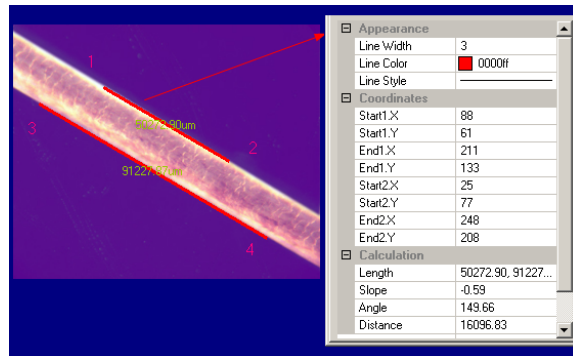 1
50272.90um
2
3
91227.87um
4
Appearance
Line Width 3
Line Color 0000ff
Line Style
Coordinates
Start1.X 88
Start1.Y 61
End1.X 211
End1.Y 133
Start2.X 25
Start2.Y 77
End2.X 248
End2.Y 208
Calculation
Length 50272.90, 91227...
Slope -0.59
Angle 149.66
Distance 16096.83